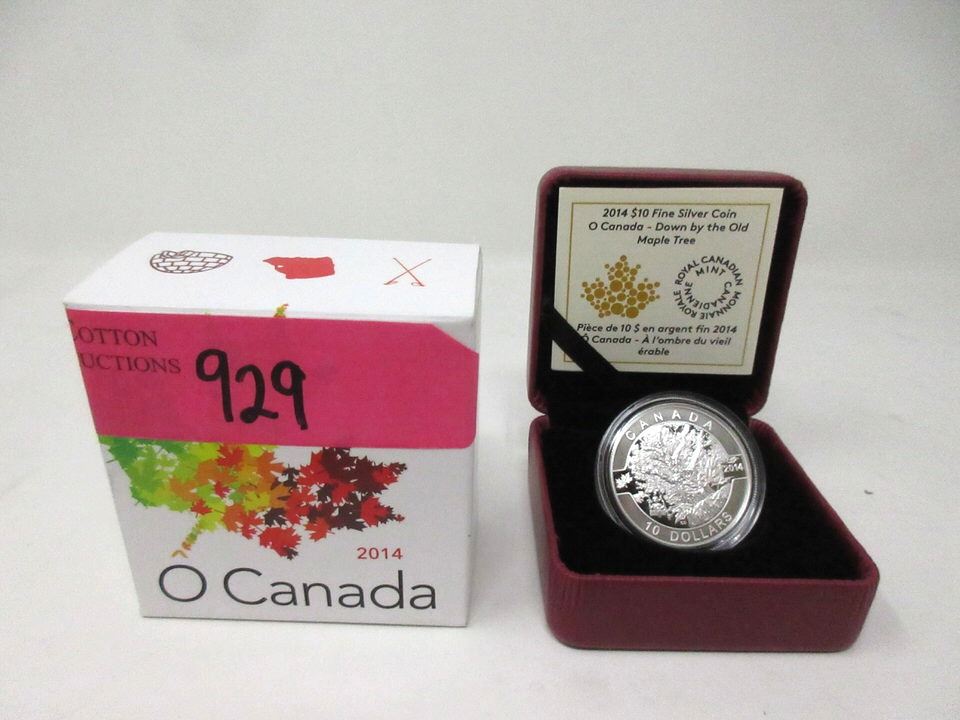 OTTON
UCTIONS
929
2014
O Canada
2014 $10 Fine Silver Coin
O Canada - Down by the Old
Maple Tree
ROYAL CANADIAN MINT
MONNAIE ROYALE CANADIENNE
Pièce de 10 $ en argent fin 2014
Ô Canada - À l'ombre du vieil
érable
CANADA
2014
10 DOLLARS